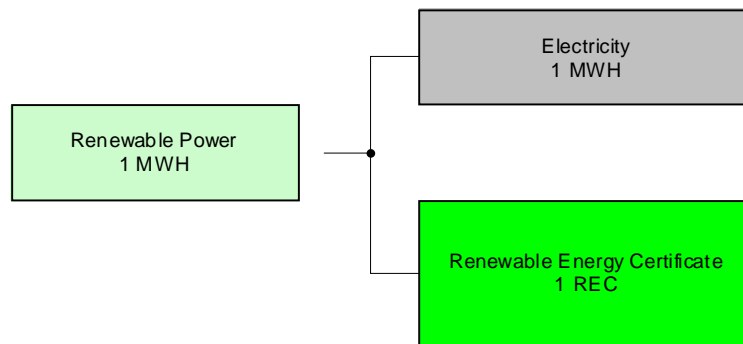 Electricity
1 MWH
Renewable Power
1 MWH
Renewable Energy Certificate
1 REC